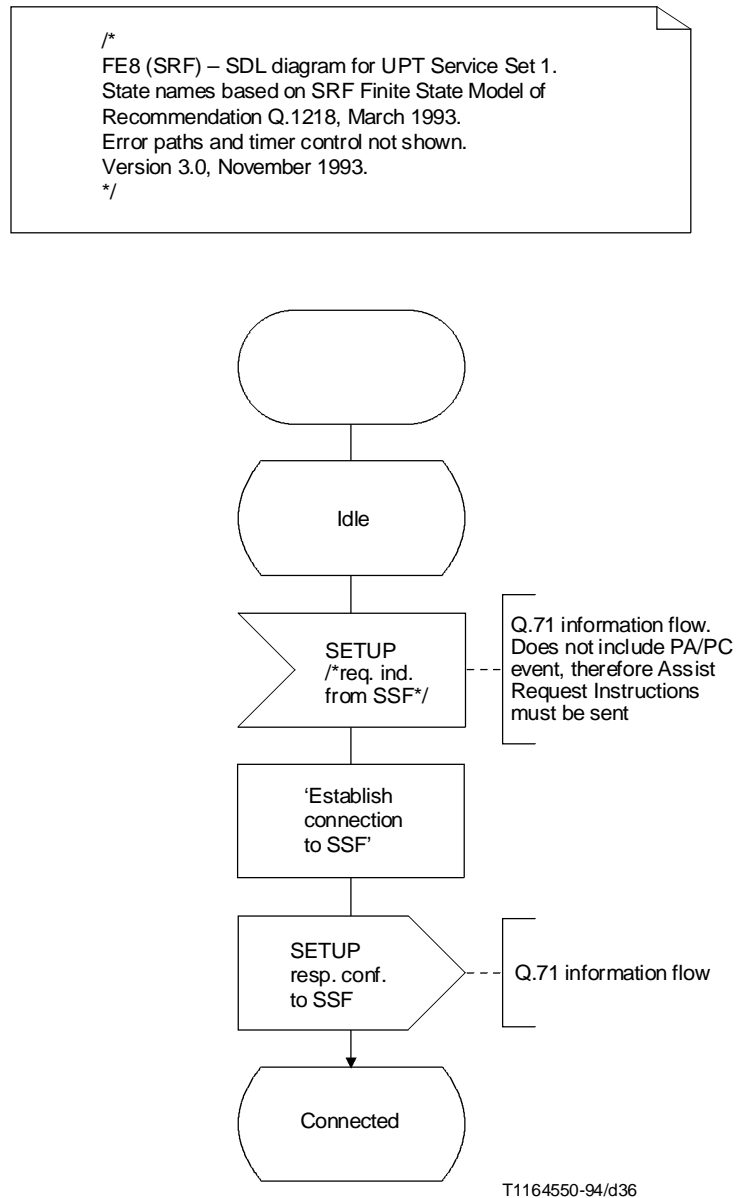 /*
FE8 (SRF) – SDL diagram for UPT Service Set 1.
State names based on SRF Finite State Model of
Recommendation Q.1218, March 1993.
Error paths and timer control not shown.
Version 3.0, November 1993.
*/
Idle
SETUP
/*req. ind.
from SSF*/
Q.71 information flow.
Does not include PA/PC
event, therefore Assist
Request Instructions
must be sent
‘Establish
connection
to SSF’
SETUP
resp. conf.
to SSF
Q.71 information flow
Connected
T1164550-94/d36